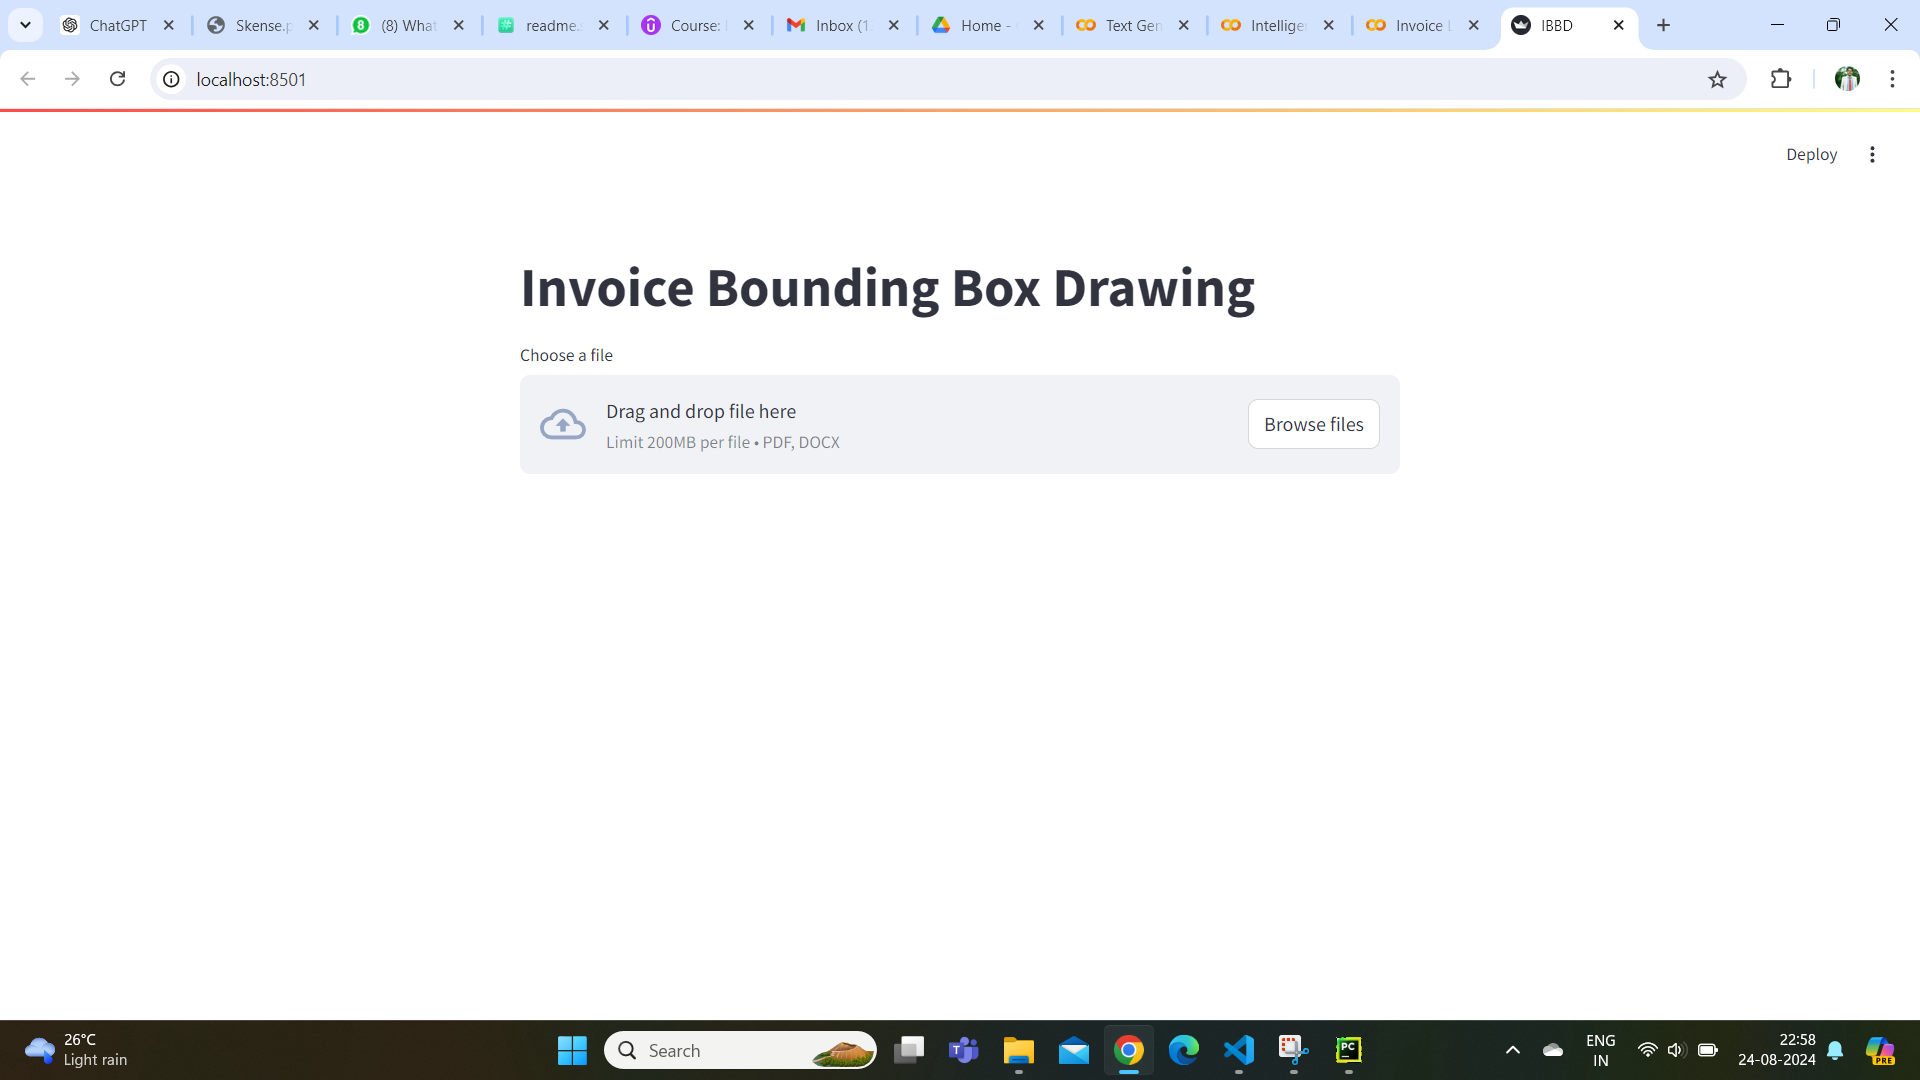 ChatGPT
Skense.p
(8) What
readme.s
Course:
Inbox (1
Home -
Text Gen
Intelliger
Invoice
IBBD
localhost:8501
Deploy
Invoice Bounding Box Drawing
Choose a file
Drag and drop file here
Limit 200MB per file • PDF, DOCX
Browse files
26°C
Light rain
Search
ENG
IN
22:58
24-08-2024
PRE